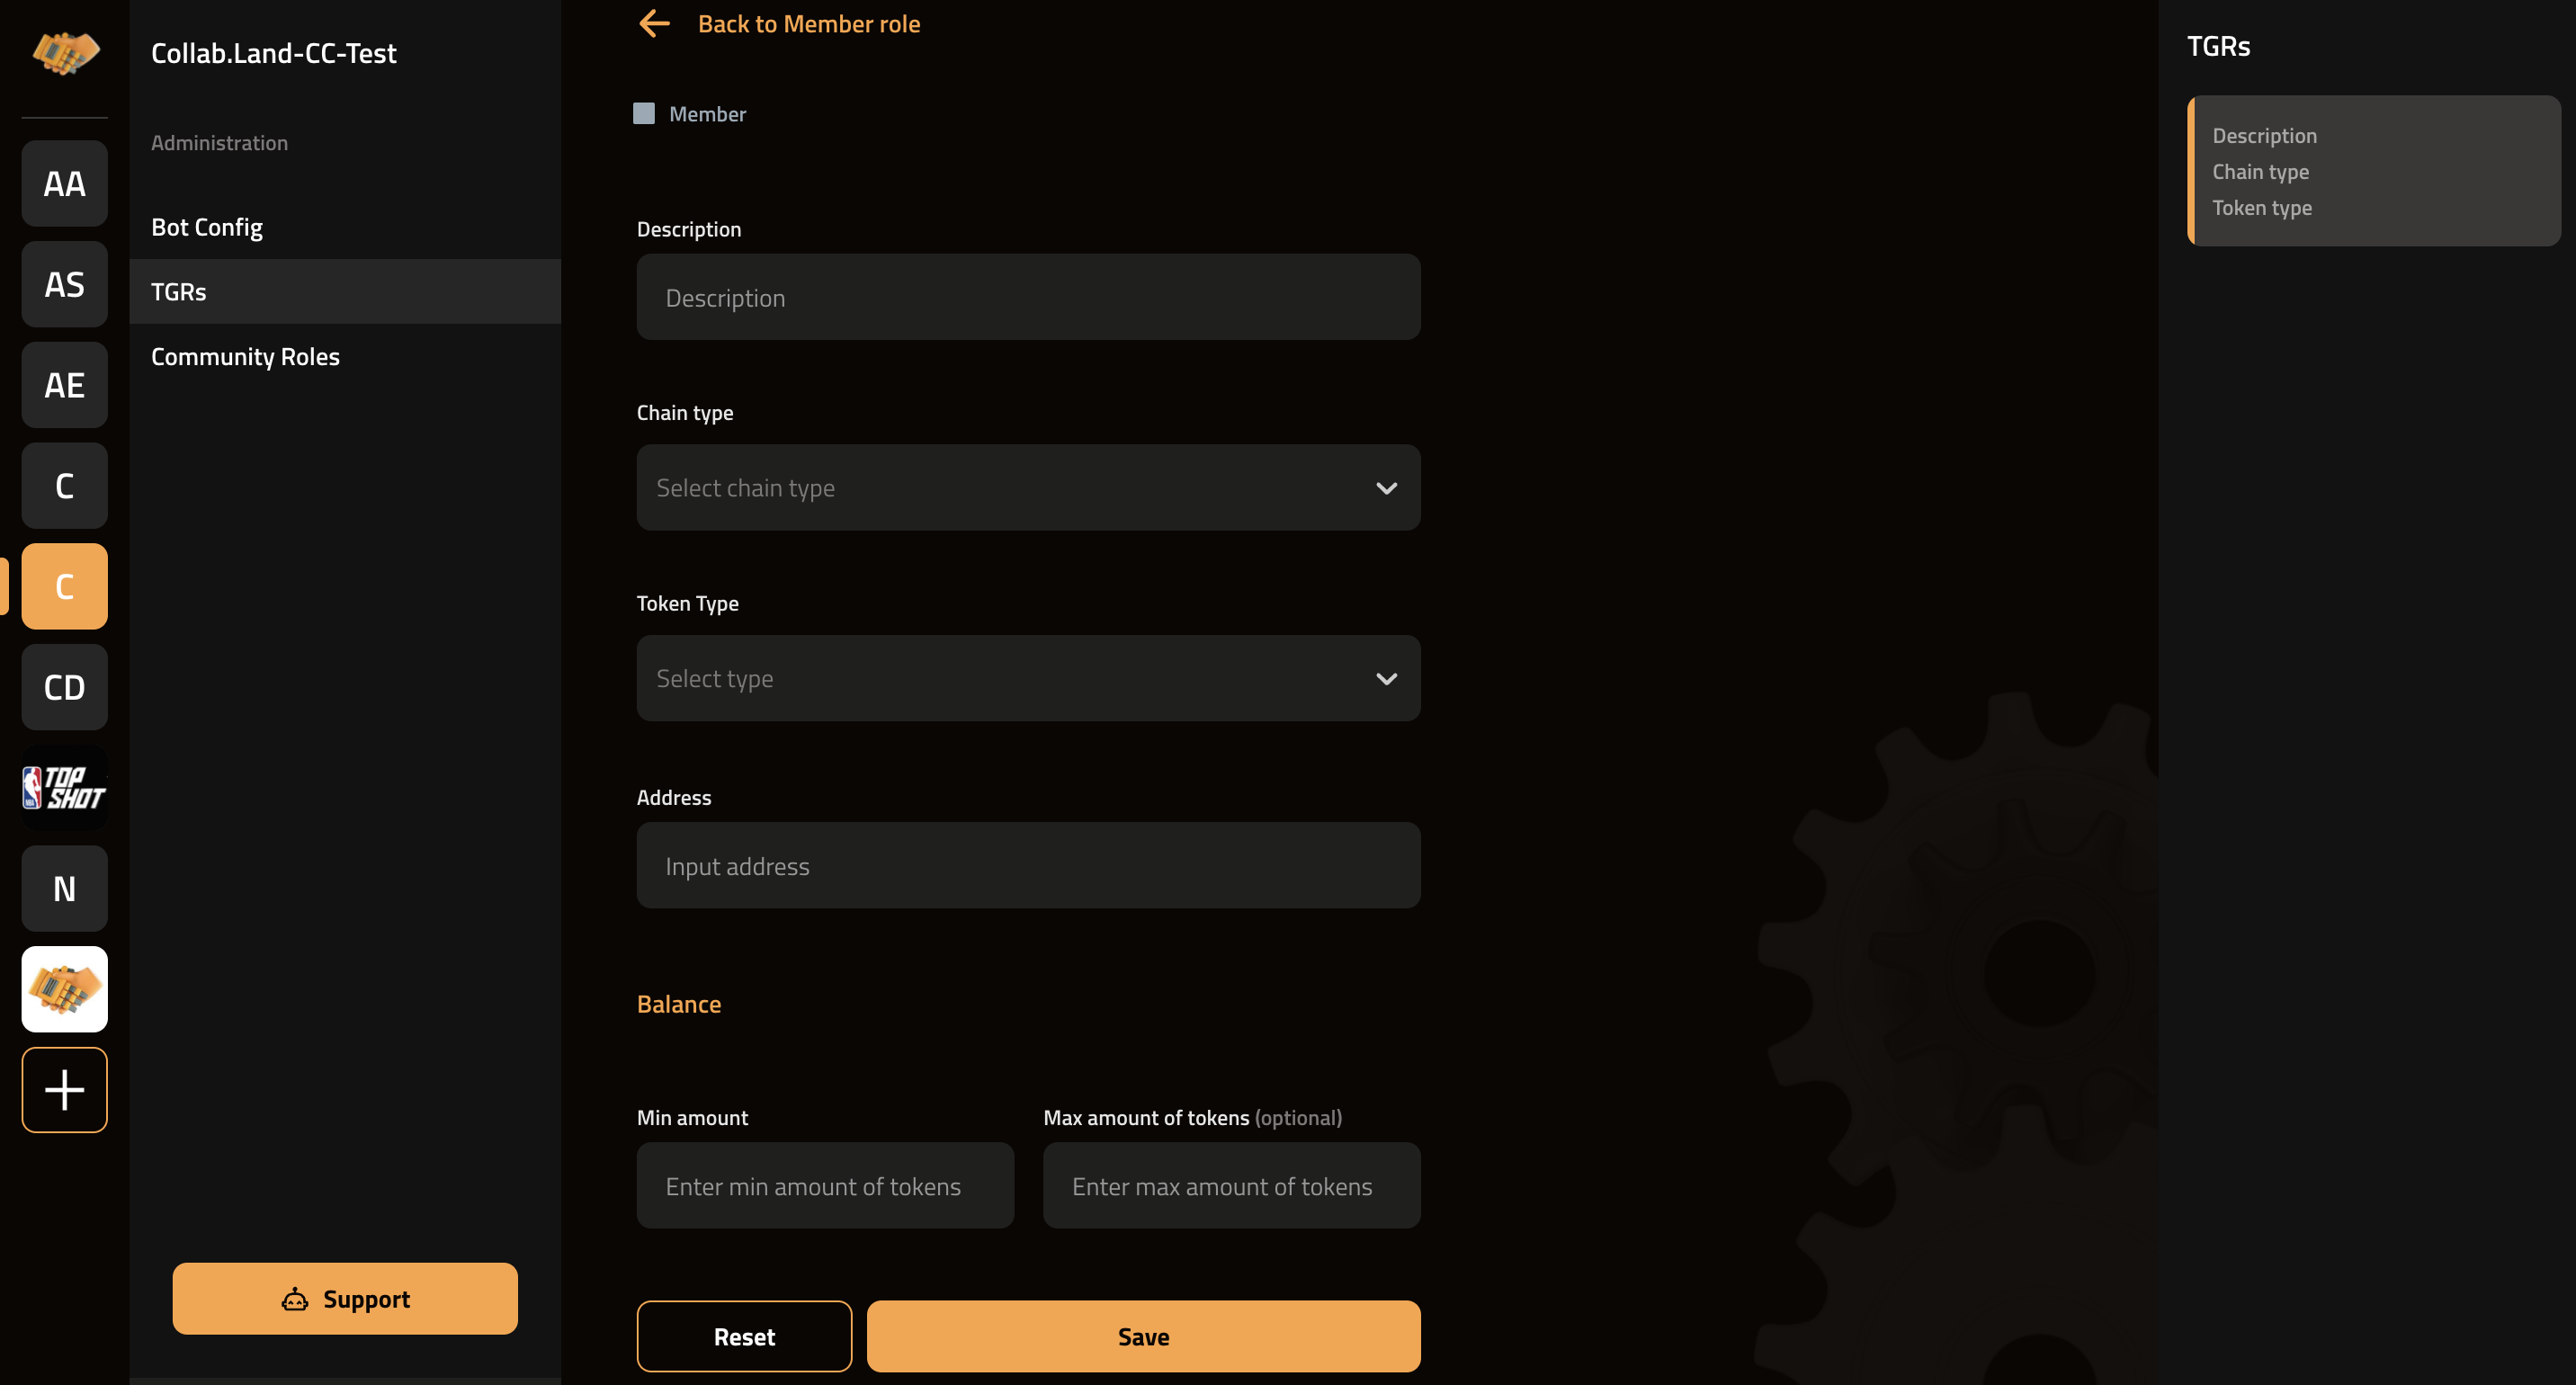 Collab.Land-CC-Test
Administration
Bot Config
TGRs
Community Roles
Support
AA
AS
AE
C
C
CD
NBA
TOP
SHOT
N
Back to Member role
Member
Description
Description
Chain type
Select chain type
Token Type
Select type
Address
Input address
Balance
Min amount
Max amount of tokens (optional)
Enter min amount of tokens
Enter max amount of tokens
Reset
Save
TGRs
Description
Chain type
Token type